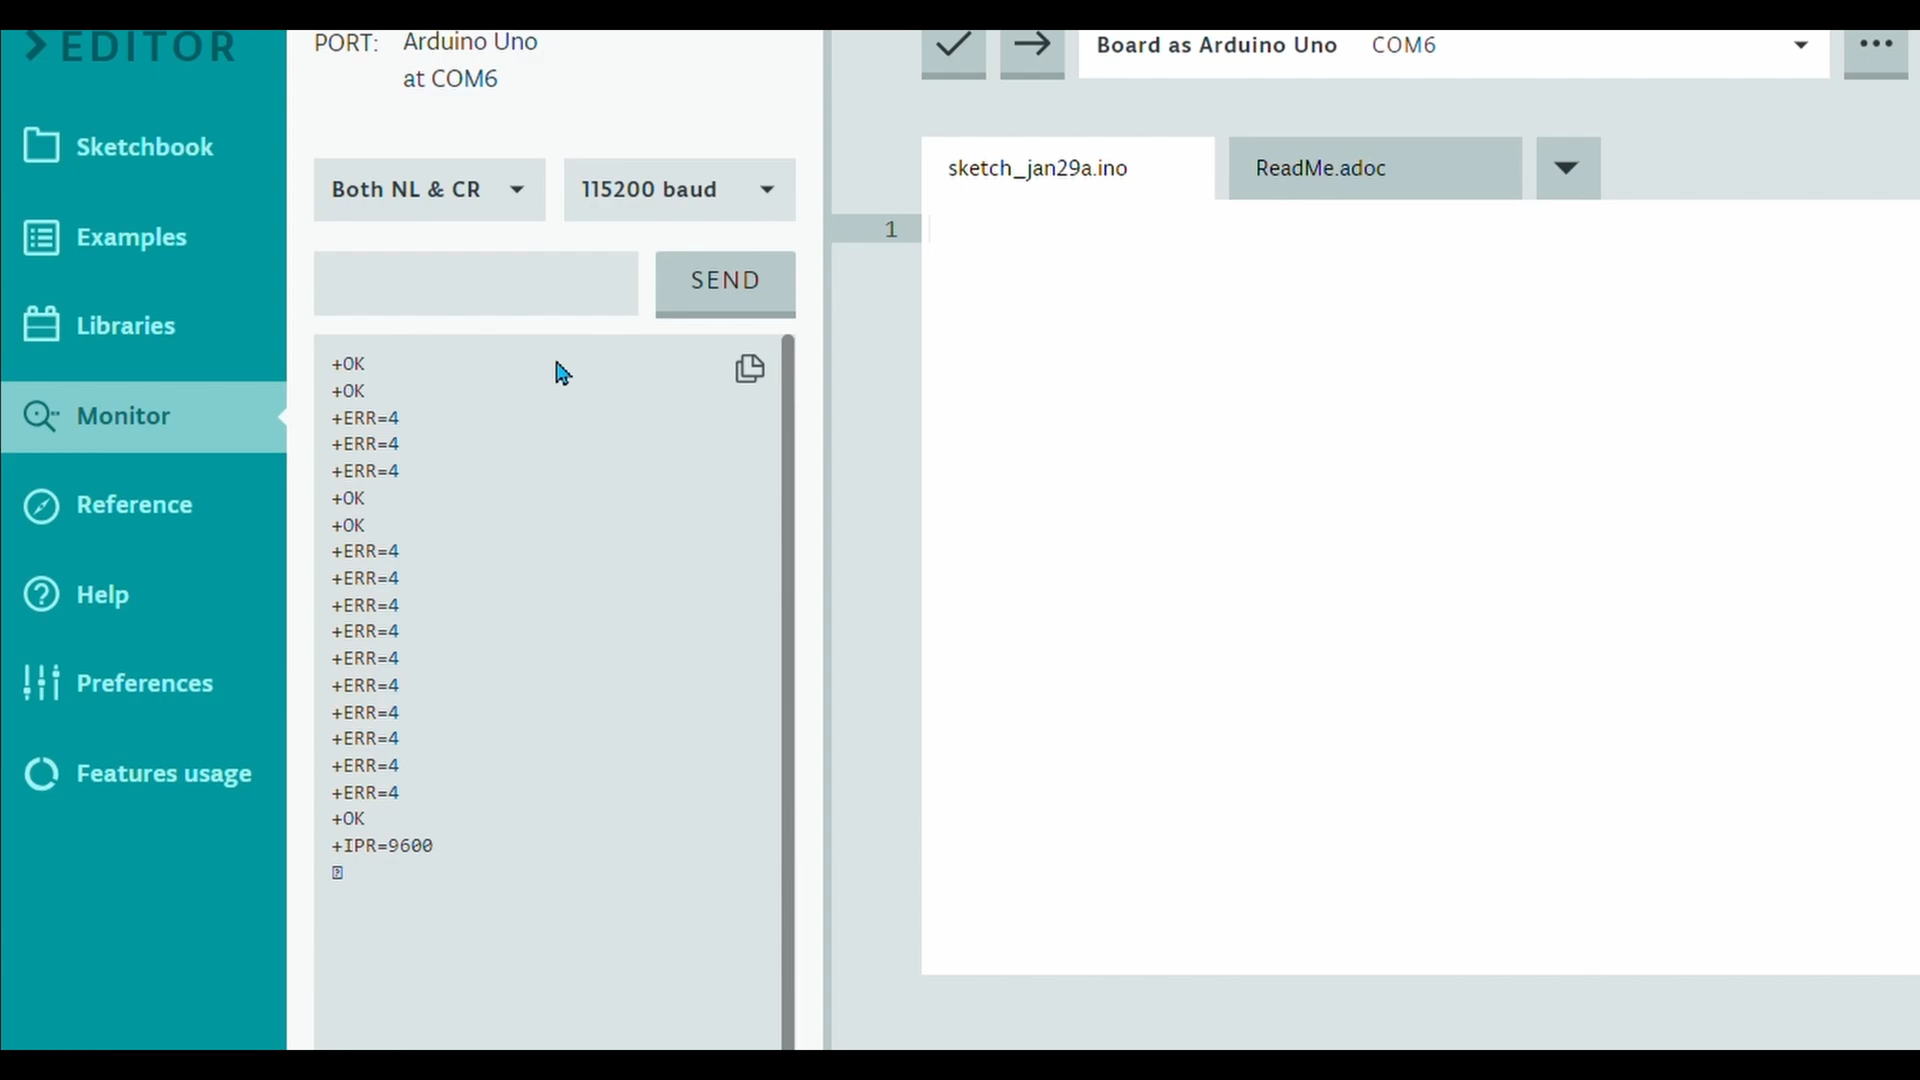 EDITOR
PORT: Arduino Uno
at COM6
Board as Arduino Uno COM6
Sketchbook
Examples
Libraries
Monitor
Reference
Help
Preferences
Features usage
Both NL & CR
115200 baud
SEND
+OK
+OK
+ERR=4
+ERR=4
+ERR=4
+OK
+OK
+ERR=4
+ERR=4
+ERR=4
+ERR=4
+ERR=4
+ERR=4
+ERR=4
+ERR=4
+ERR=4
+ERR=4
+OK
+IPR=9600
sketch_jan29a.ino
ReadMe.adoc
1